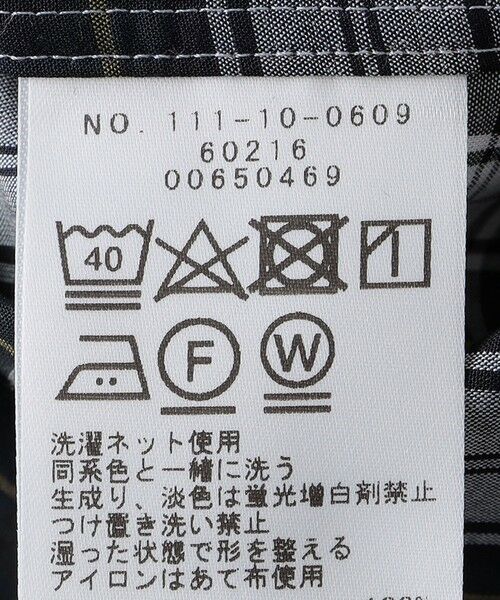 NO. 111-10-0609
60216
00650469
40
F W
洗濯ネット使用
同系色と一緒に洗う
生成り、淡色は蛍光増白剤禁止
つけ置き洗い禁止
湿った状態で形を整える
アイロンはあて布使用